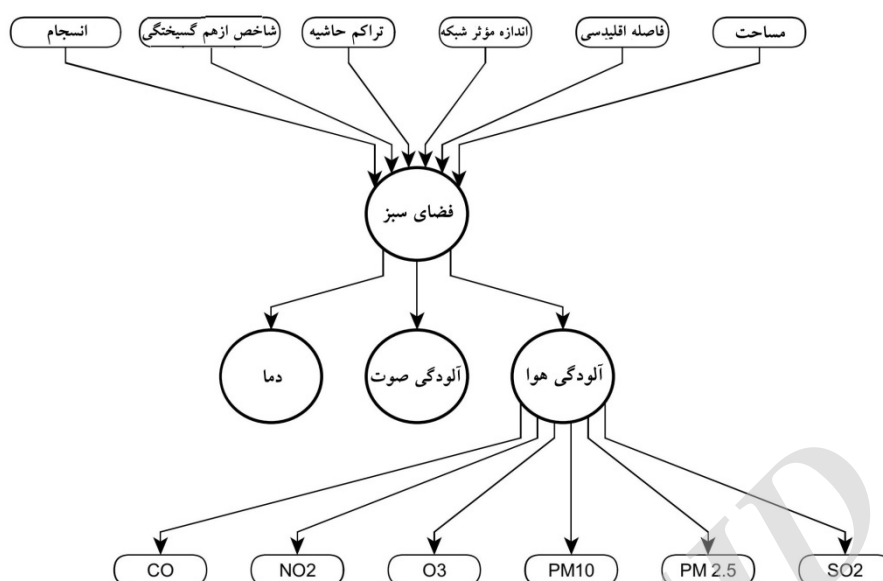 مساحت
فاصله اقلیدسی
اندازه مؤثر شبکه
تراکم حاشیه
شاخص ازهم گسیختگی
انسجام
فضای سبز
آلودگی هوا
آلودگی صوت
دما
CO
NO2
O3
PM10
PM 2.5
SO2